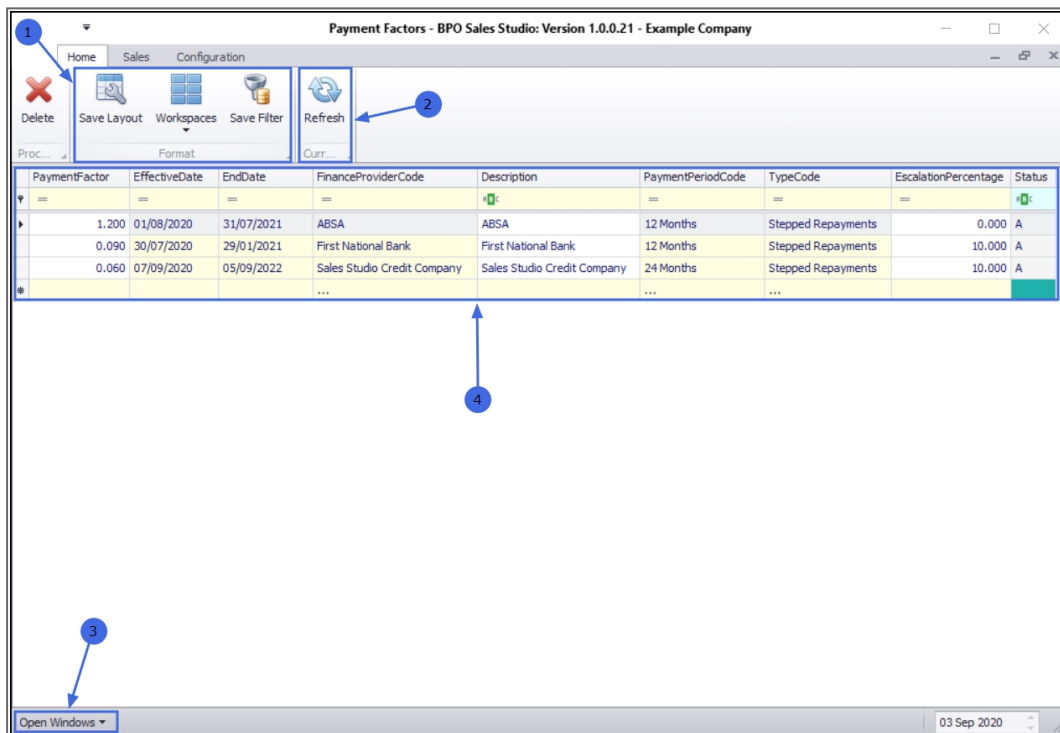 Payment Factors - BPO Sales Studio: Version 1.0.0.21 - Example Company
1
Home Sales Configuration
2
Delete Save Layout Workspaces Save Filter Refresh
Proc... Format Curr...
PaymentFactor EffectiveDate EndDate FinanceProviderCode Description PaymentPeriodCode TypeCode EscalationPercentage Status
= = = = ABC = = = ABC
1.200 01/08/2020 31/07/2021 ABSA ABSA 12 Months Stepped Repayments 0.000 A
0.090 30/07/2020 29/01/2021 First National Bank First National Bank 12 Months Stepped Repayments 10.000 A
0.060 07/09/2020 05/09/2022 Sales Studio Credit Company Sales Studio Credit Company 24 Months Stepped Repayments 10.000 A
... ... ...
4
3
Open Windows 03 Sep 2020